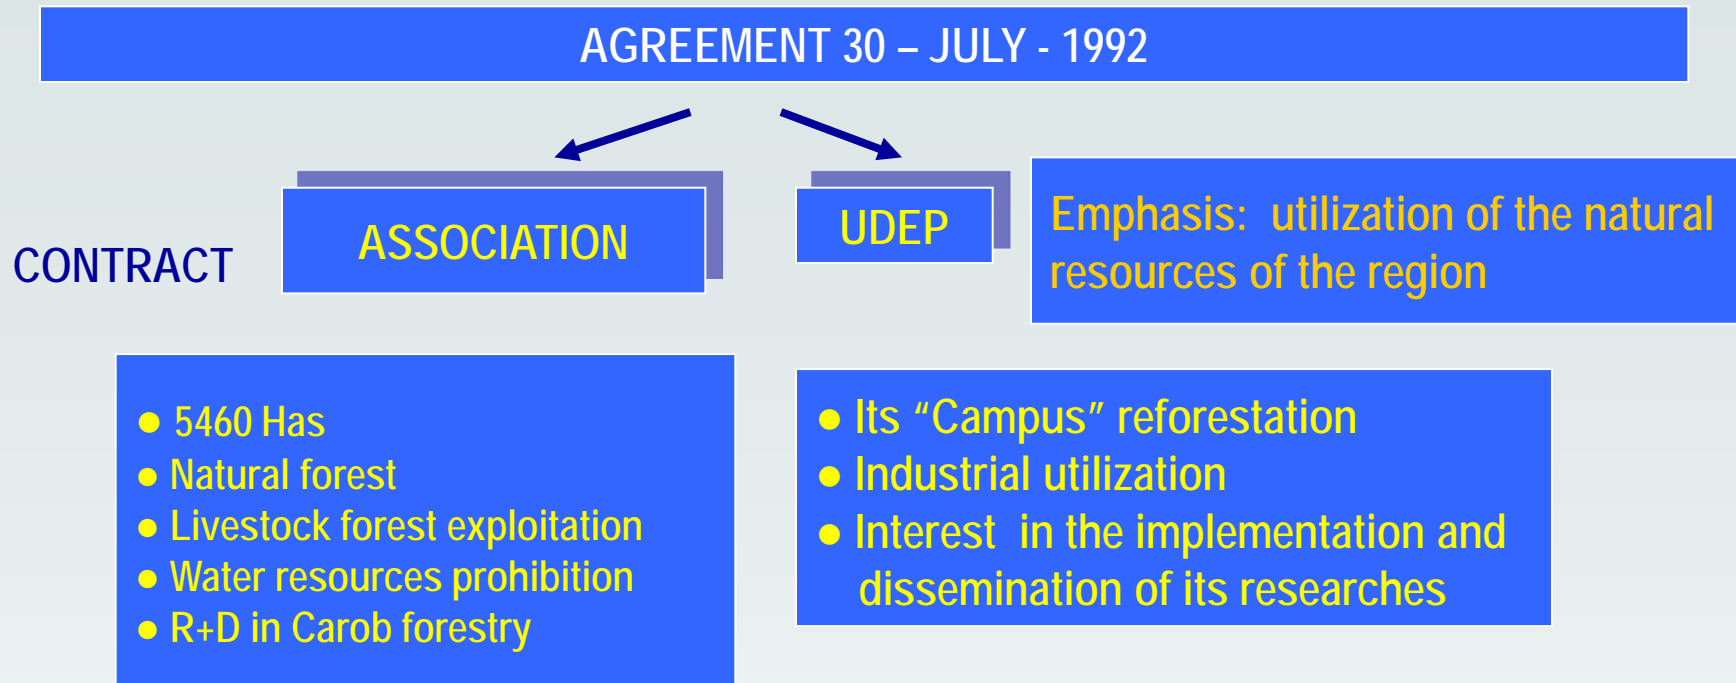 AGREEMENT 30 – JULY - 1992
CONTRACT
ASSOCIATION
UDEP
Emphasis: utilization of the natural
resources of the region
● 5460 Has
● Natural forest
● Livestock forest exploitation
● Water resources prohibition
● R+D in Carob forestry
● Its “Campus” reforestation
● Industrial utilization
● Interest in the implementation and
dissemination of its researches